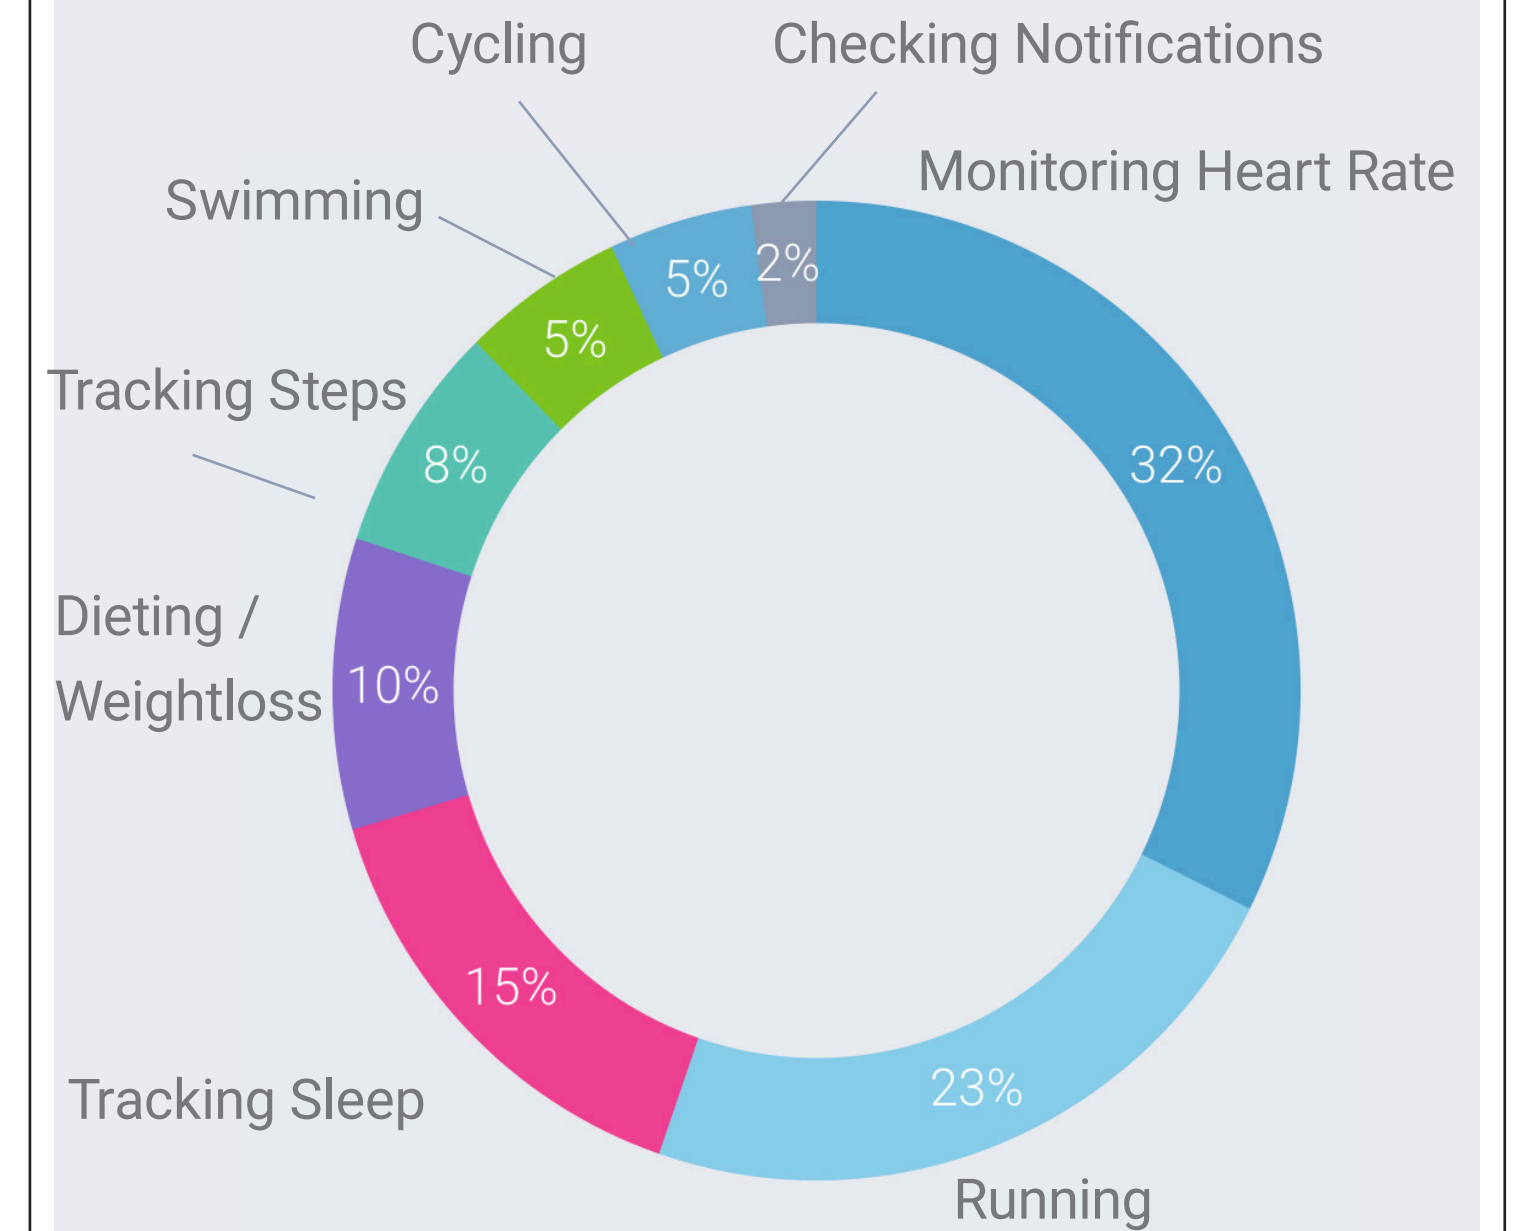 Cycling
Checking Notifications
Monitoring Heart Rate
Swimming
5%
2%
5%
Tracking Steps
8%
32%
Dieting /
Weightloss
10%
15%
23%
Tracking Sleep
Running